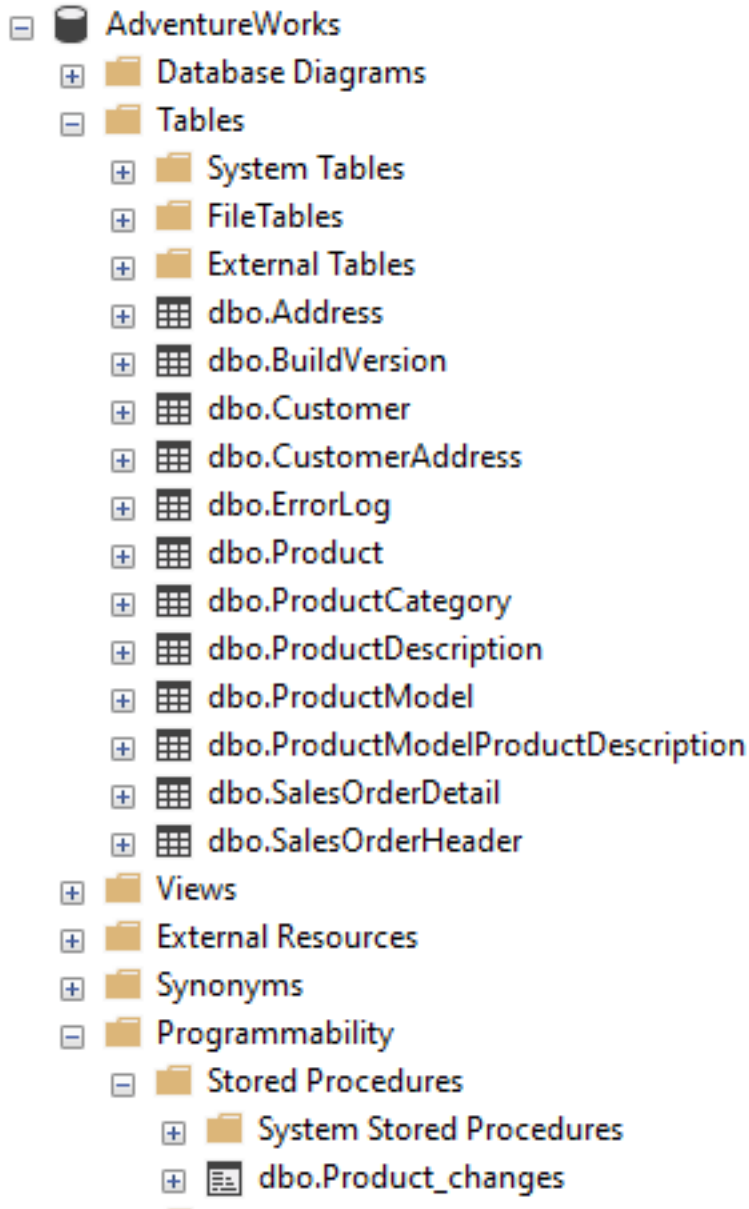 AdventureWorks
Database Diagrams
Tables
System Tables
FileTables
External Tables
dbo.Address
dbo.BuildVersion
dbo.Customer
dbo.CustomerAddress
dbo.ErrorLog
dbo.Product
dbo.ProductCategory
dbo.ProductDescription
dbo.ProductModel
dbo.ProductModelProductDescription
dbo.SalesOrderDetail
dbo.SalesOrderHeader
Views
External Resources
Synonyms
Programmability
Stored Procedures
System Stored Procedures
dbo.Product_changes